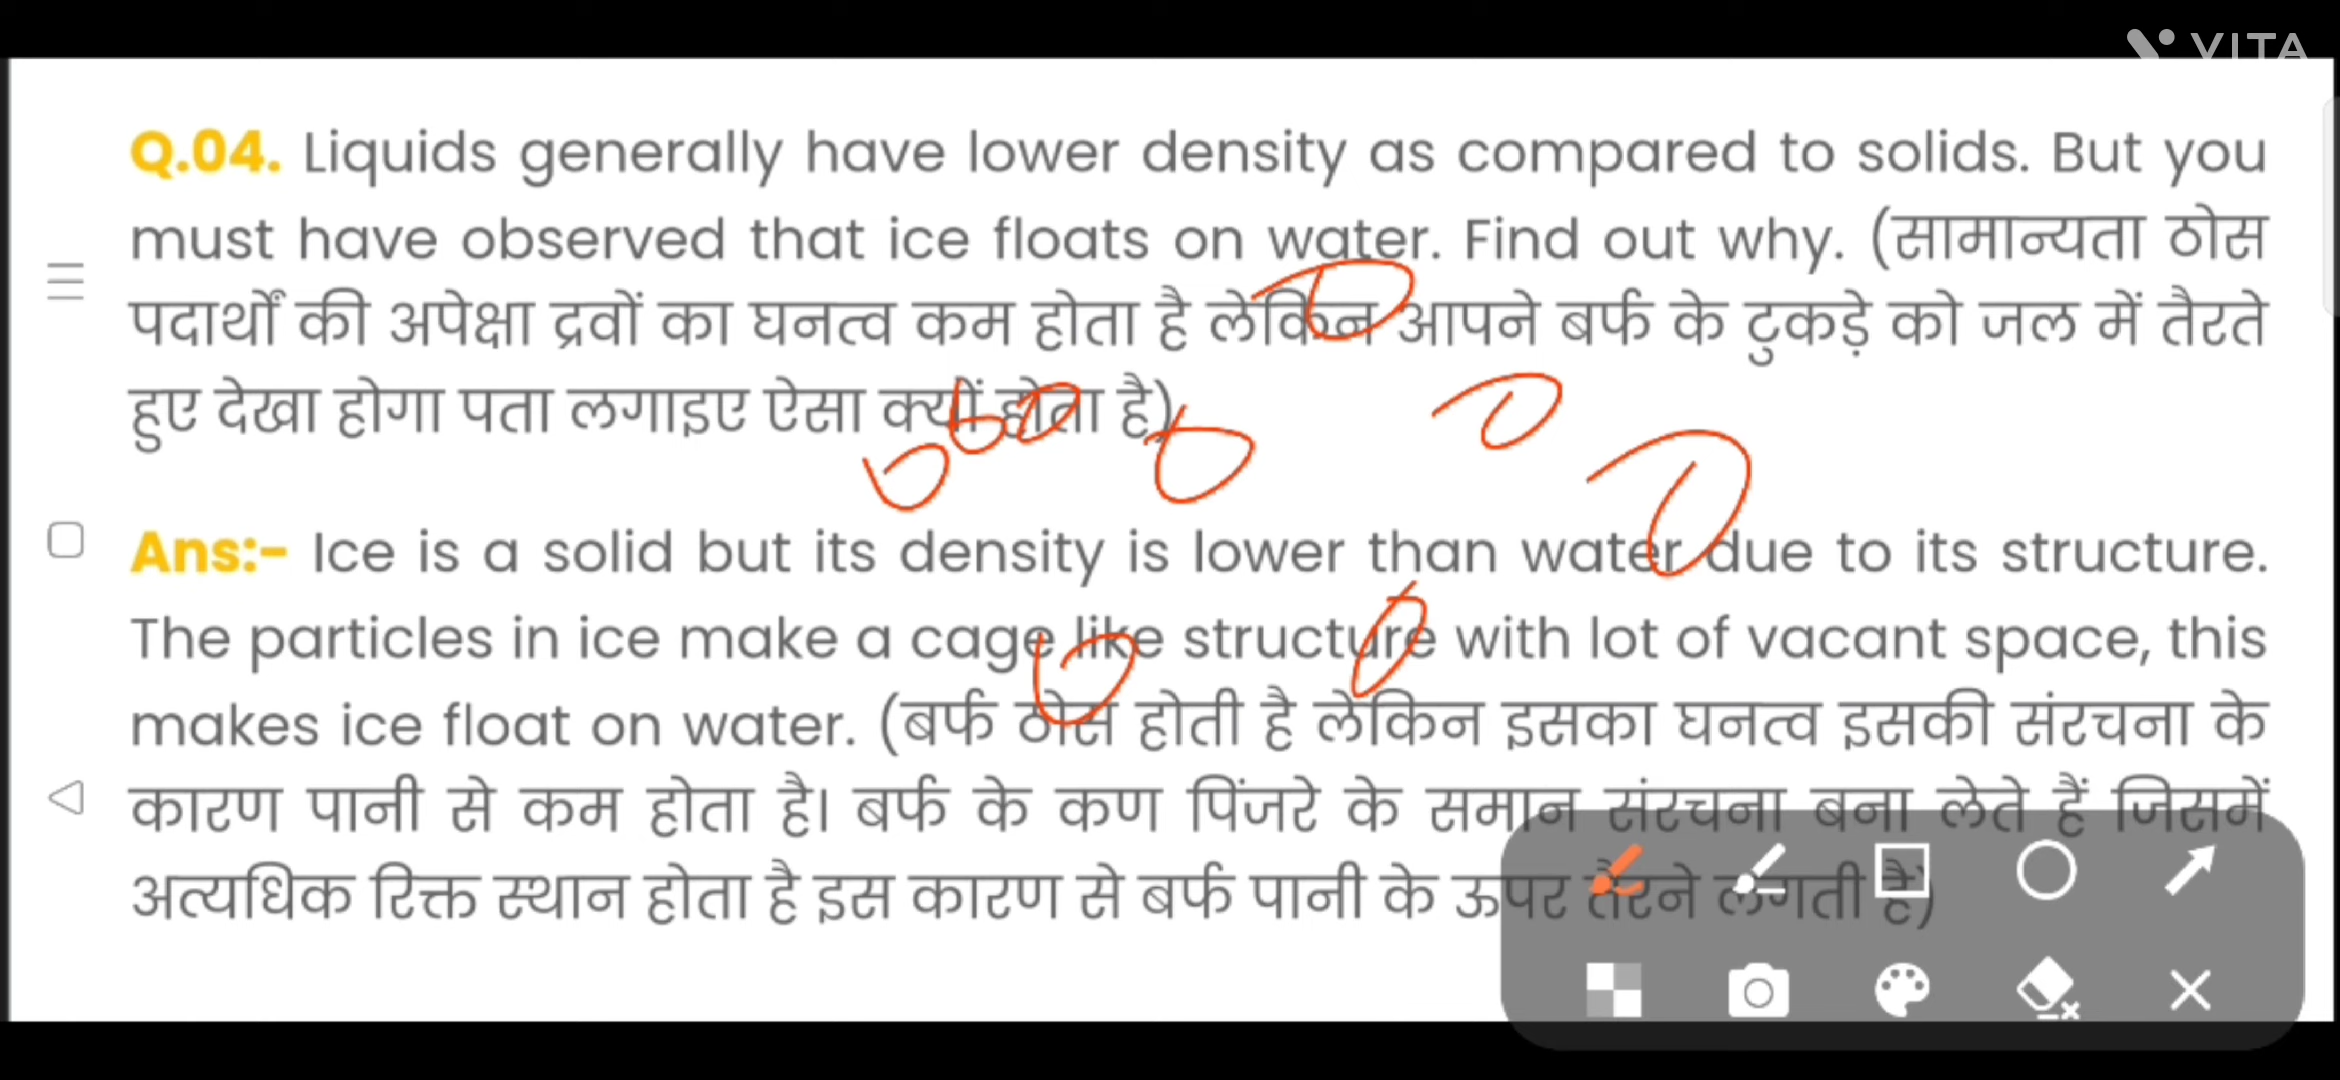 VITA
Q.04. Liquids generally have lower density as compared to solids. But you
must have observed that ice floats on water. Find out why. (सामान्यता ठोस
पदार्थों की अपेक्षा द्रवों का घनत्व कम होता है लेकिन आपने बर्फ के टुकड़े को जल में तैरते
हुए देखा होगा पता लगाइए ऐसा क्यों होता है)
Ans:- Ice is a solid but its density is lower than water due to its structure.
The particles in ice make a cage like structure with lot of vacant space, this
makes ice float on water. (बर्फ ठोस होती है लेकिन इसका घनत्व इसकी संरचना के
कारण पानी से कम होता है। बर्फ के कण पिंजरे के समान संरचना बना लेते हैं जिसमें
अत्यधिक रिक्त स्थान होता है इस कारण से बर्फ पानी के ऊपर तैरने लगती है)